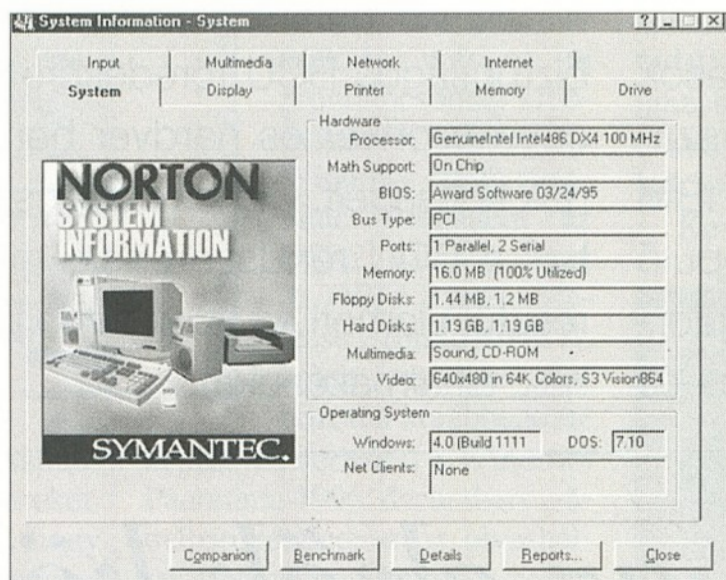 System Information - System
Input Multimedia Network Internet
System Display Printer Memory Drive
NORTON
SYSTEM
INFORMATION
SYMANTEC.
Hardware
Processor: GenuineIntel Intel486 DX4 100 MHz
Math Support: On Chip
BIOS: Award Software 03/24/95
Bus Type: PCI
Ports: 1 Parallel, 2 Serial
Memory: 16.0 MB (100% Utilized)
Floppy Disks: 1.44 MB, 1.2 MB
Hard Disks: 1.19 GB, 1.19 GB
Multimedia: Sound, CD-ROM
Video: 640x480 in 64K Colors, S3 Vision864
Operating System
Windows: 4.0 (Build 1111 DOS: 7.10
Net Clients: None
Companion Benchmark Details Reports... Close